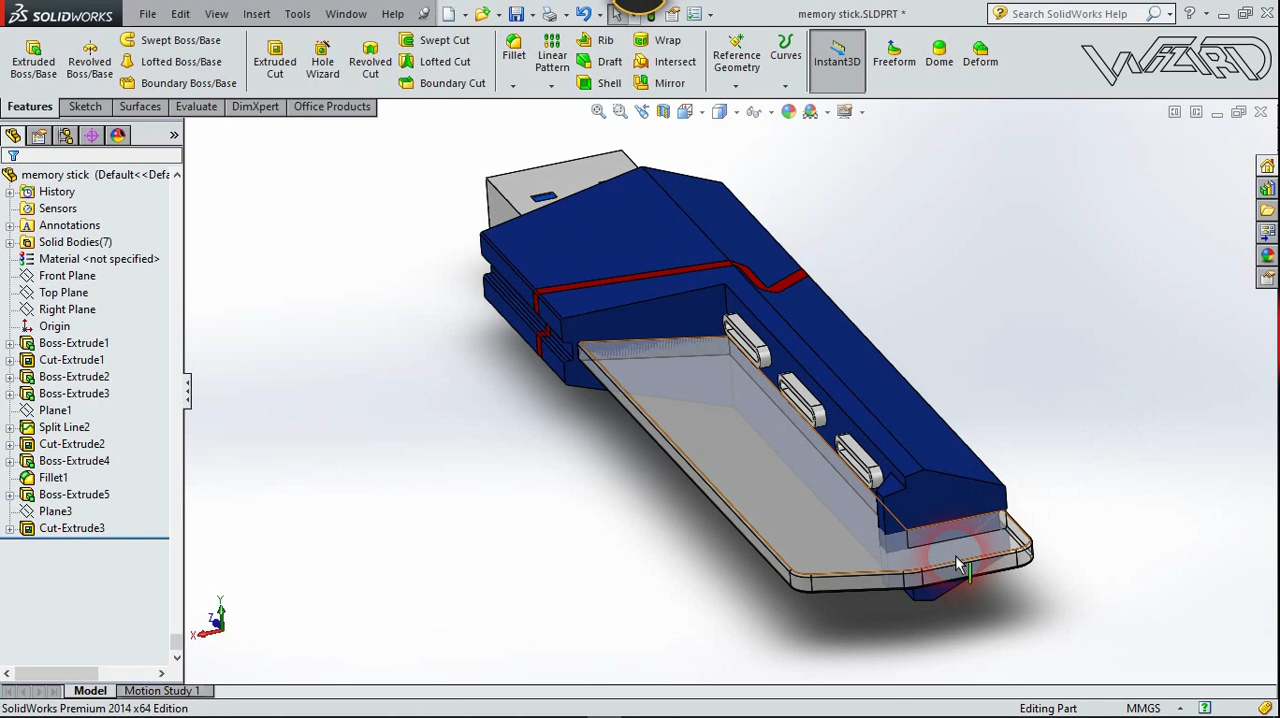 SOLIDWORKS
File Edit View Insert Tools Window Help
memory stick.SLDPRT *
Search SolidWorks Help
Extruded Boss/Base
Revolved Boss/Base
Swept Boss/Base
Lofted Boss/Base
Boundary Boss/Base
Extruded Cut
Hole Wizard
Revolved Cut
Swept Cut
Lofted Cut
Boundary Cut
Fillet
Linear Pattern
Rib
Draft
Shell
Wrap
Intersect
Mirror
Reference Geometry
Curves
Instant3D
Freeform
Dome
Deform
WIZARD
Features Sketch Surfaces Evaluate DimXpert Office Products
memory stick (Default<<Defa
History
Sensors
Annotations
Solid Bodies(7)
Material <not specified>
Front Plane
Top Plane
Right Plane
Origin
Boss-Extrude1
Cut-Extrude1
Boss-Extrude2
Boss-Extrude3
Plane1
Split Line2
Cut-Extrude2
Boss-Extrude4
Fillet1
Boss-Extrude5
Plane3
Cut-Extrude3
Y
Z
X
Model Motion Study 1
SolidWorks Premium 2014 x64 Edition
Editing Part
MMGS